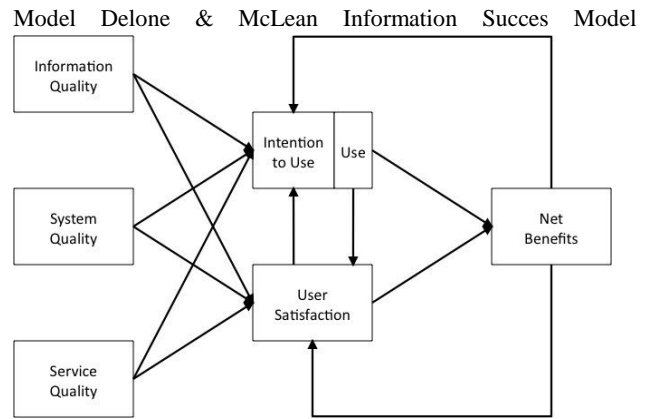 Model Delone & McLean Information Succes Model
Information
Quality
Intention
to Use
Use
System
Quality
Net
Benefits
User
Satisfaction
Service
Quality